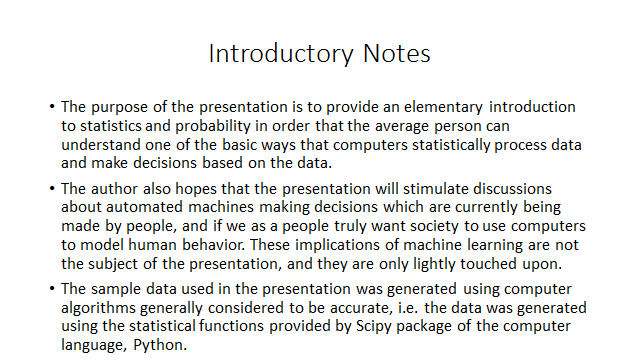 Introductory Notes
• The purpose of the presentation is to provide an elementary introduction
to statistics and probability in order that the average person can
understand one of the basic ways that computers statistically process data
and make decisions based on the data.
• The author also hopes that the presentation will stimulate discussions
about automated machines making decisions which are currently being
made by people, and if we as a people truly want society to use computers
to model human behavior. These implications of machine learning are not
the subject of the presentation, and they are only lightly touched upon.
• The sample data used in the presentation was generated using computer
algorithms generally considered to be accurate, i.e. the data was generated
using the statistical functions provided by Scipy package of the computer
language, Python.